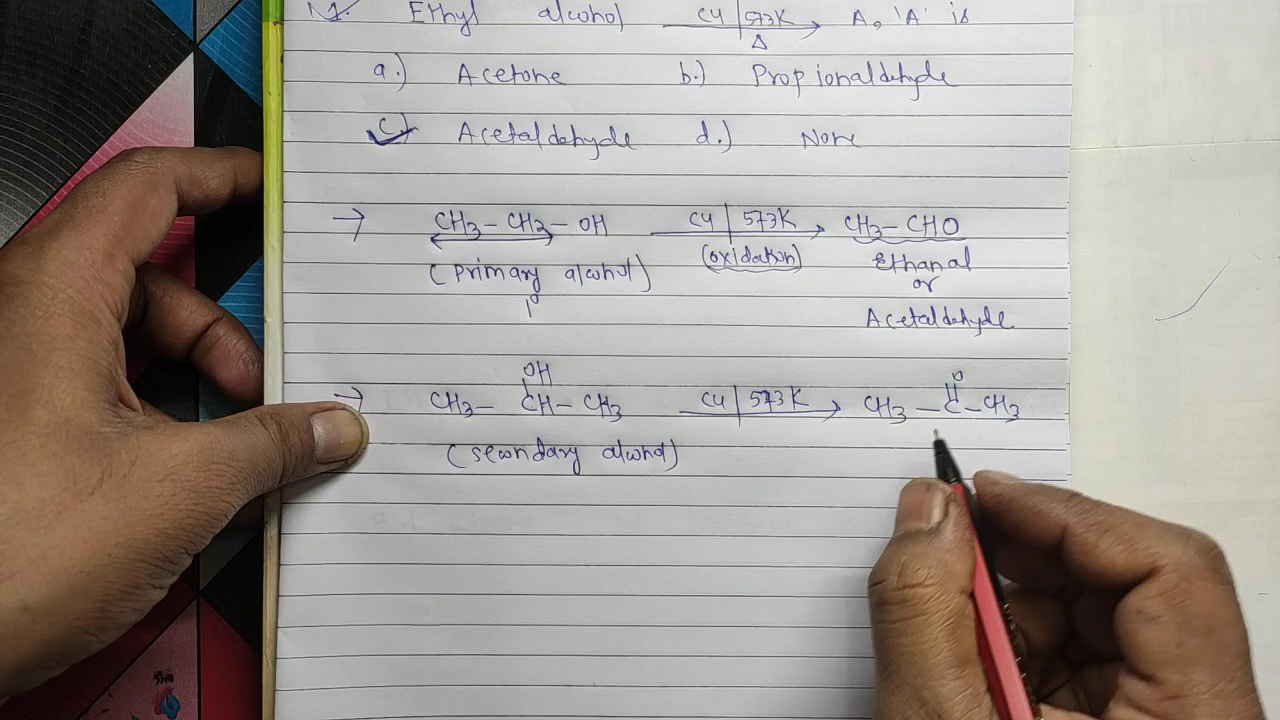 Ethyl alcohol Cu | 573K → A, 'A' is
Δ
a.) Acetone b.) Propionaldehyde
c) Acetaldehyde d.) None
→ CH3 - CH2 - OH Cu | 573K → CH3 - CHO
(Primary alcohol) (oxidation) Ethanal
1° or
Acetaldehyde
OH O
→ CH3 - CH - CH3 Cu | 573K → CH3 - C - CH3
(secondary alcohol)